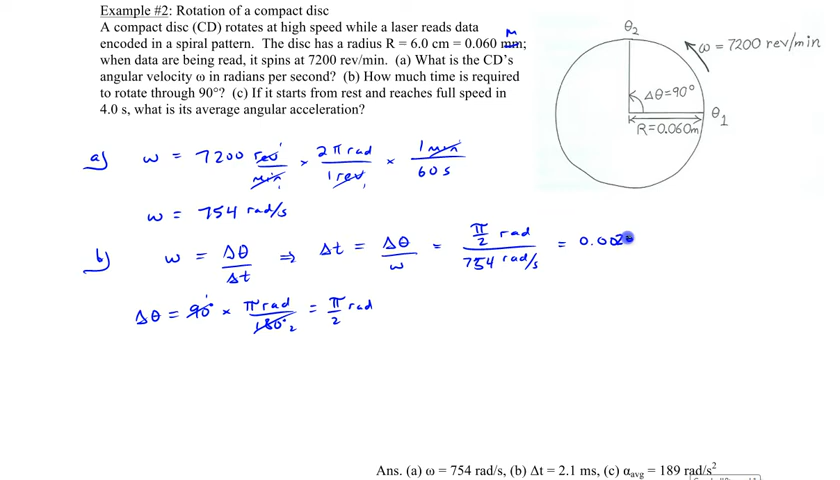 Example #2: Rotation of a compact disc
A compact disc (CD) rotates at high speed while a laser reads data
encoded in a spiral pattern. The disc has a radius R = 6.0 cm = 0.060 mm; m
when data are being read, it spins at 7200 rev/min. (a) What is the CD's
angular velocity ω in radians per second? (b) How much time is required
to rotate through 90°? (c) If it starts from rest and reaches full speed in
4.0 s, what is its average angular acceleration?
θ2
ω = 7200 rev/min
Δθ=90°
θ1
R=0.060m
a) ω = 7200 rev/min × 2π rad/1 rev × 1 min/60 s
ω = 754 rad/s
b) ω = Δθ/Δt ⇒ Δt = Δθ/ω = π/2 rad / 754 rad/s = 0.002
Δθ = 90° × π rad/180° 2 = π/2 rad
Ans. (a) ω = 754 rad/s, (b) Δt = 2.1 ms, (c) αavg = 189 rad/s²